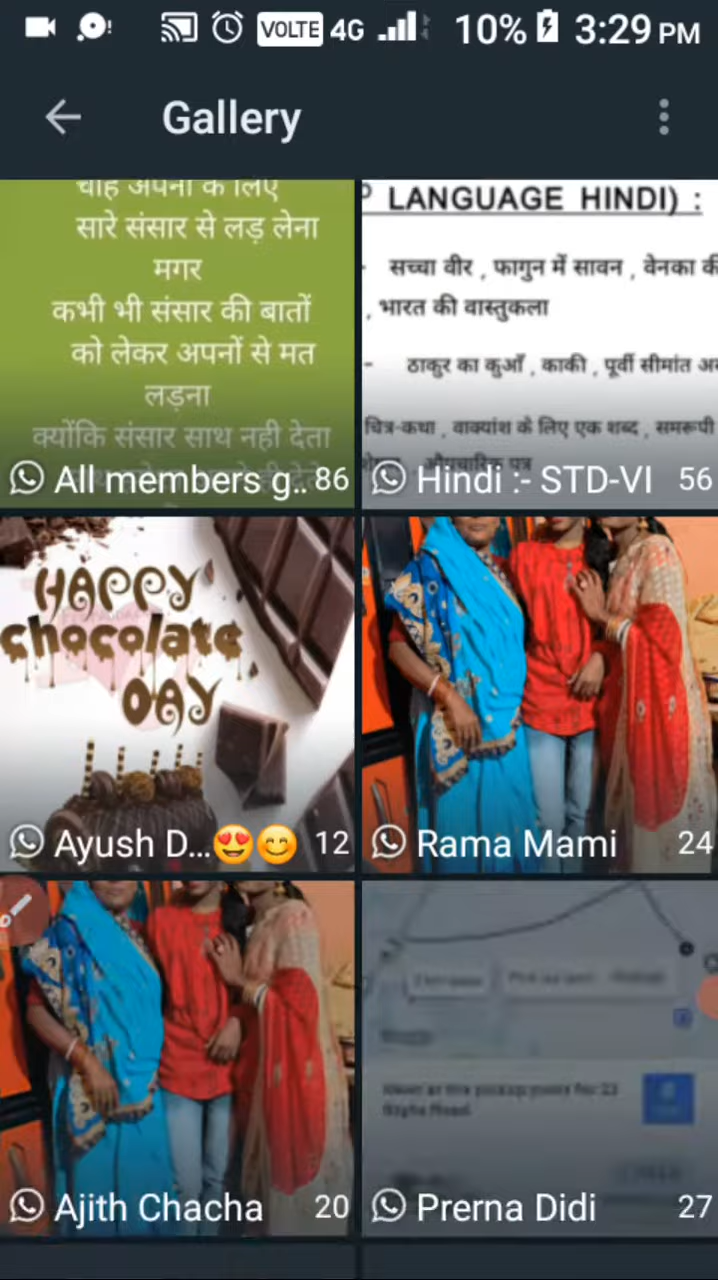 VOLTE 4G 10% 3:29 PM
Gallery
चाहे अपनों के लिए
सारे संसार से लड़ लेना
मगर
कभी भी संसार की बातों
को लेकर अपनों से मत
लड़ना
क्योंकि संसार साथ नही देता
All members g.. 86
LANGUAGE HINDI) :
सच्चा वीर , फागुन में सावन , वेनका
, भारत की वास्तुकला
- ठाकुर का कुआँ , काकी , पूर्वी सीमांत
चित्र-कथा , वाक्यांश के लिए एक शब्द , समरूपी
, औपचारिक पत्र
Hindi :- STD-VI 56
HAPPY
chocolate
DAY
Ayush D...😍😊 12
Rama Mami 24
Ajith Chacha 20
Prerna Didi 27